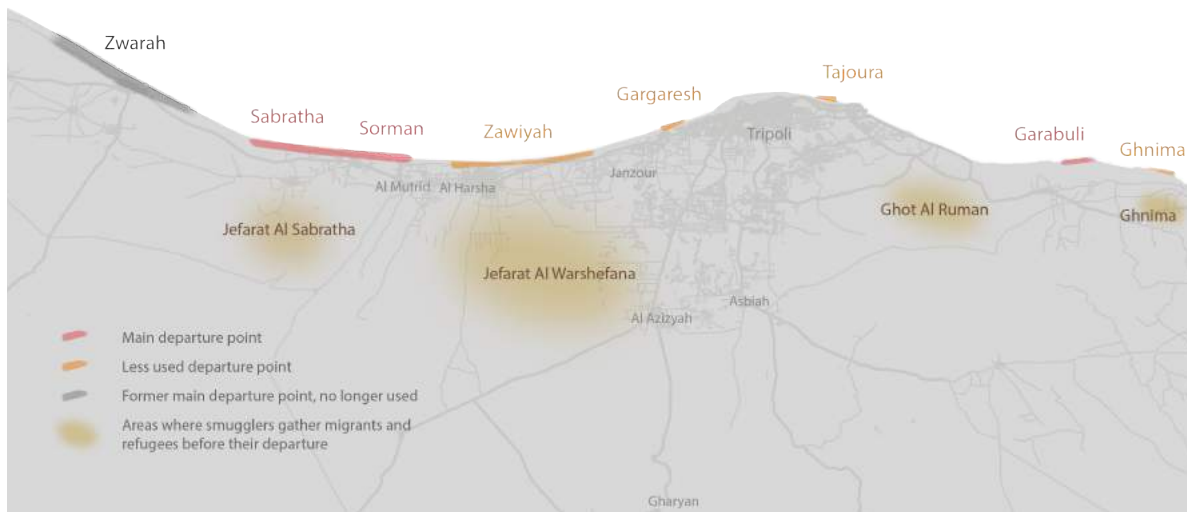 Zwarah
Tajoura
Gargaresh
Sabratha
Sorman
Zawiyah
Tripoli
Garabuli
Ghnima
Janzour
Al Mutrid
Al Harsha
Ghot Al Ruman
Ghnima
Jefarat Al Sabratha
Jefarat Al Warshefana
Asbiah
Al Azizyah
Main departure point
Less used departure point
Former main departure point, no longer used
Areas where smugglers gather migrants and
refugees before their departure
Gharyan